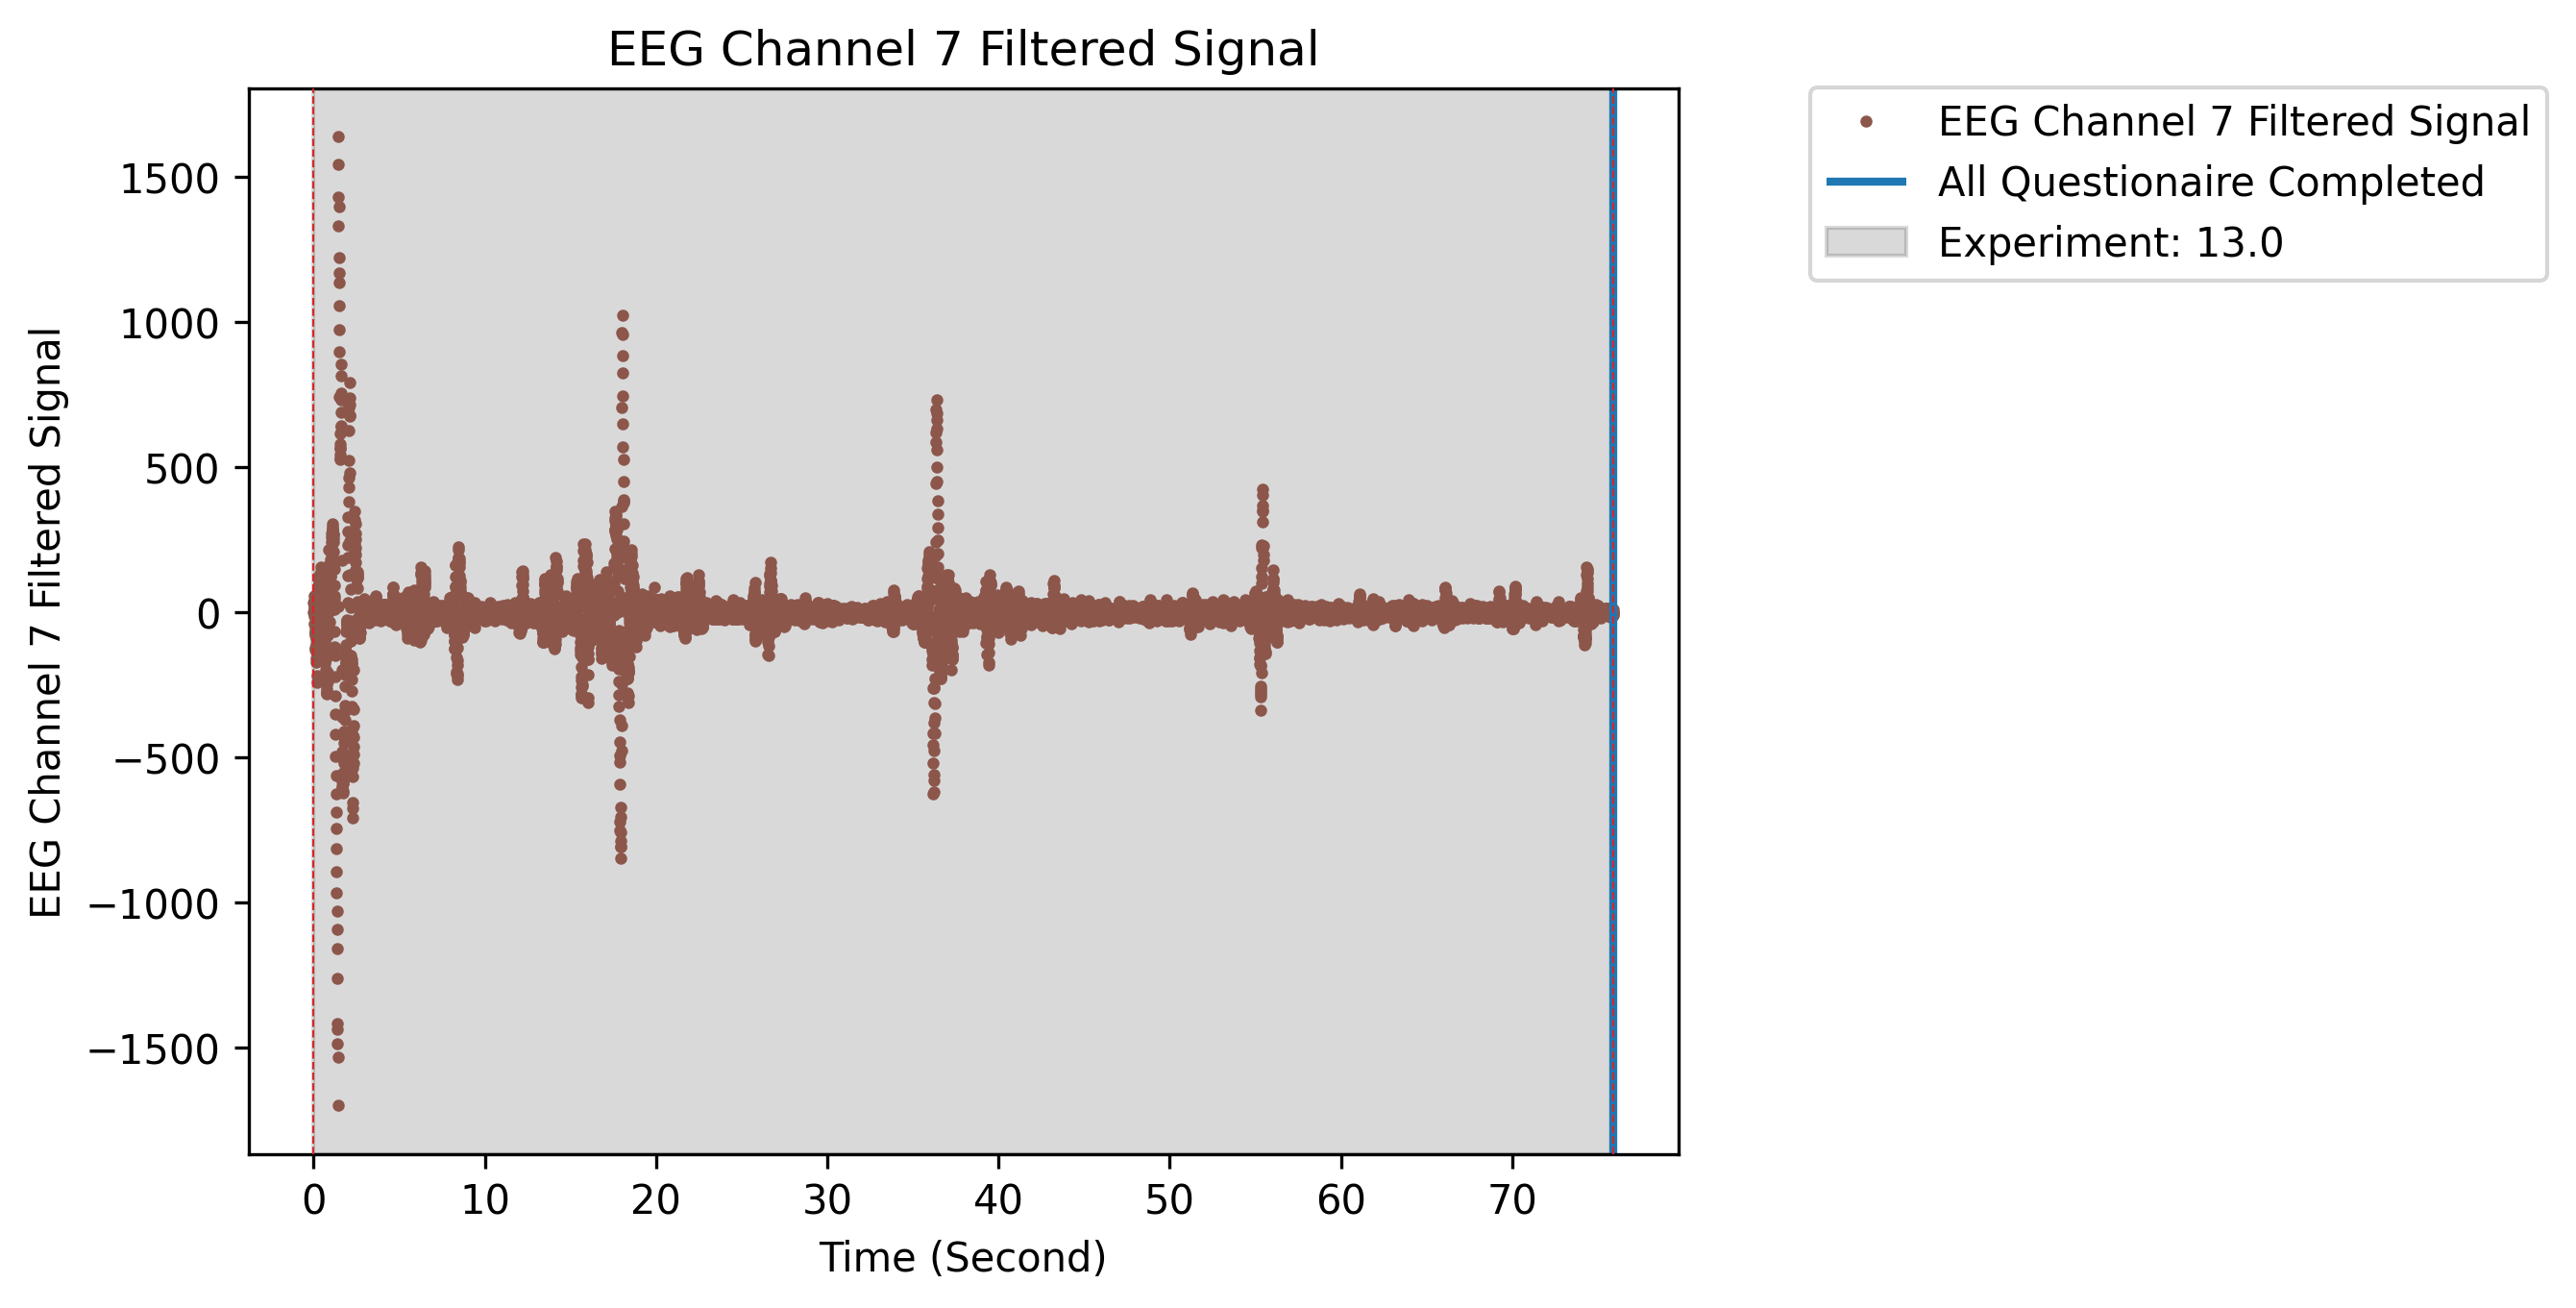 EEG Channel 7 Filtered Signal
EEG Channel 7 Filtered Signal
All Questionaire Completed
Experiment: 13.0
EEG Channel 7 Filtered Signal
1500
1000
500
0
−500
−1000
−1500
0 10 20 30 40 50 60 70
Time (Second)